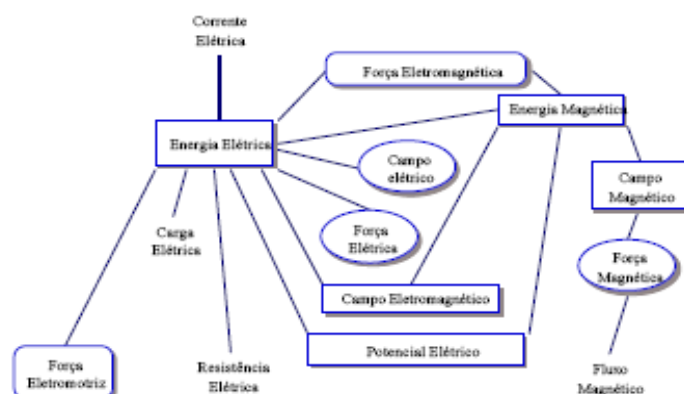 Corrente
Elétrica
Força Eletromagnética
Energia Magnética
Energia Elétrica
Campo
elétrico
Campo
Magnético
Carga
Elétrica
Força
Elétrica
Força
Magnética
Campo Eletromagnético
Potencial Elétrico
Força
Eletromotriz
Resistência
Elétrica
Fluxo
Magnético